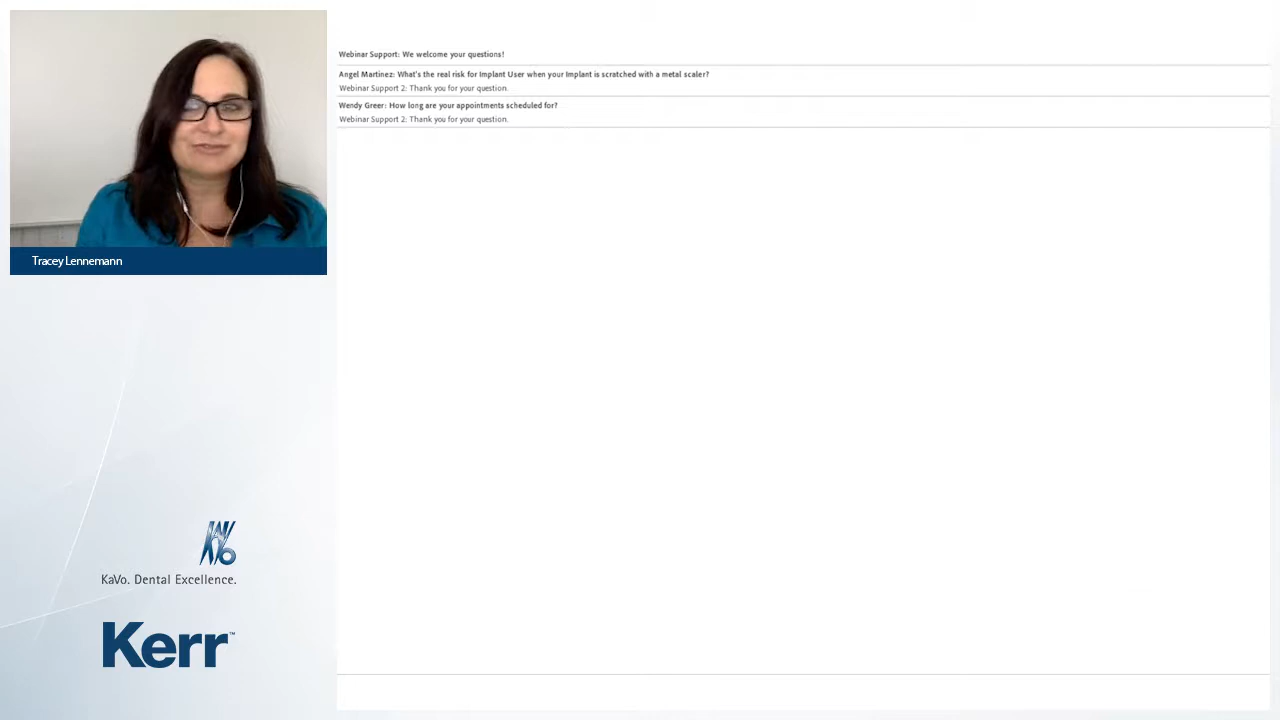 Webinar Support: We welcome your questions!
Angel Martinez: What's the real risk for Implant User when your Implant is scratched with a metal scaler?
Webinar Support 2: Thank you for your question.
Wendy Greer: How long are your appointments scheduled for?
Webinar Support 2: Thank you for your question.
Tracey Lennemann
KaVo
KaVo. Dental Excellence.
Kerr™